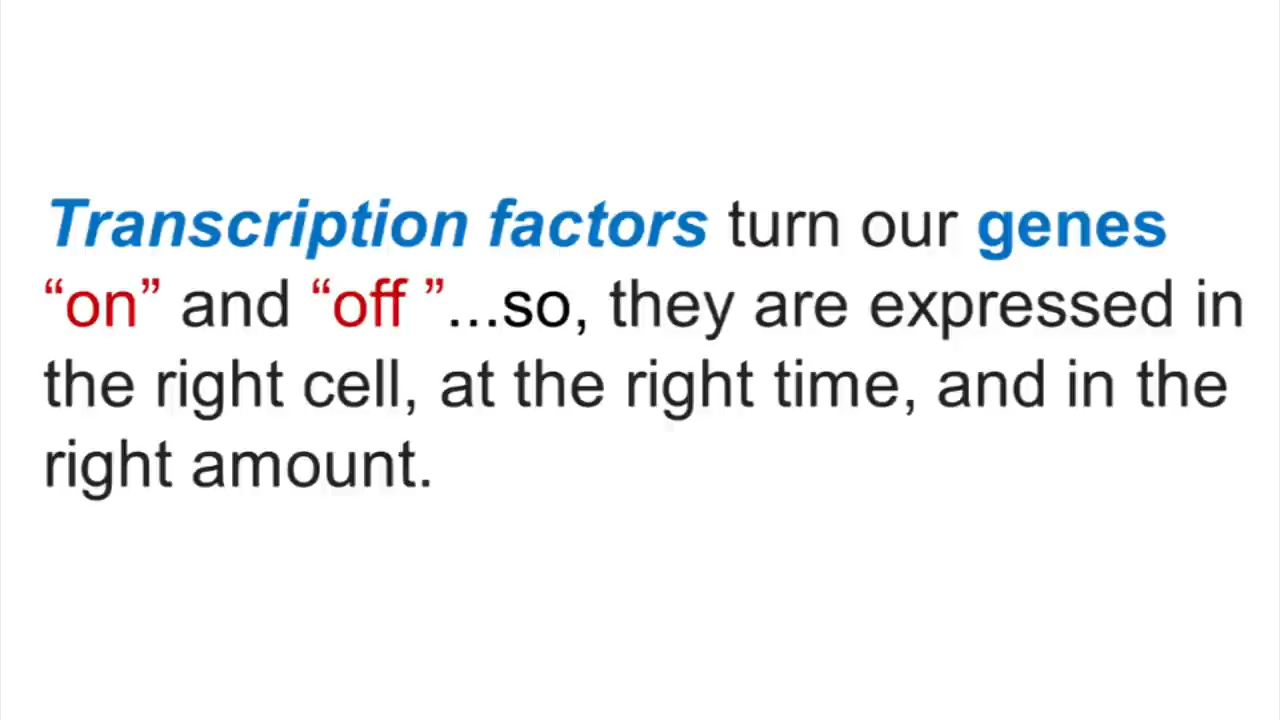 Transcription factors turn our genes
“on” and “off ”...so, they are expressed in
the right cell, at the right time, and in the
right amount.